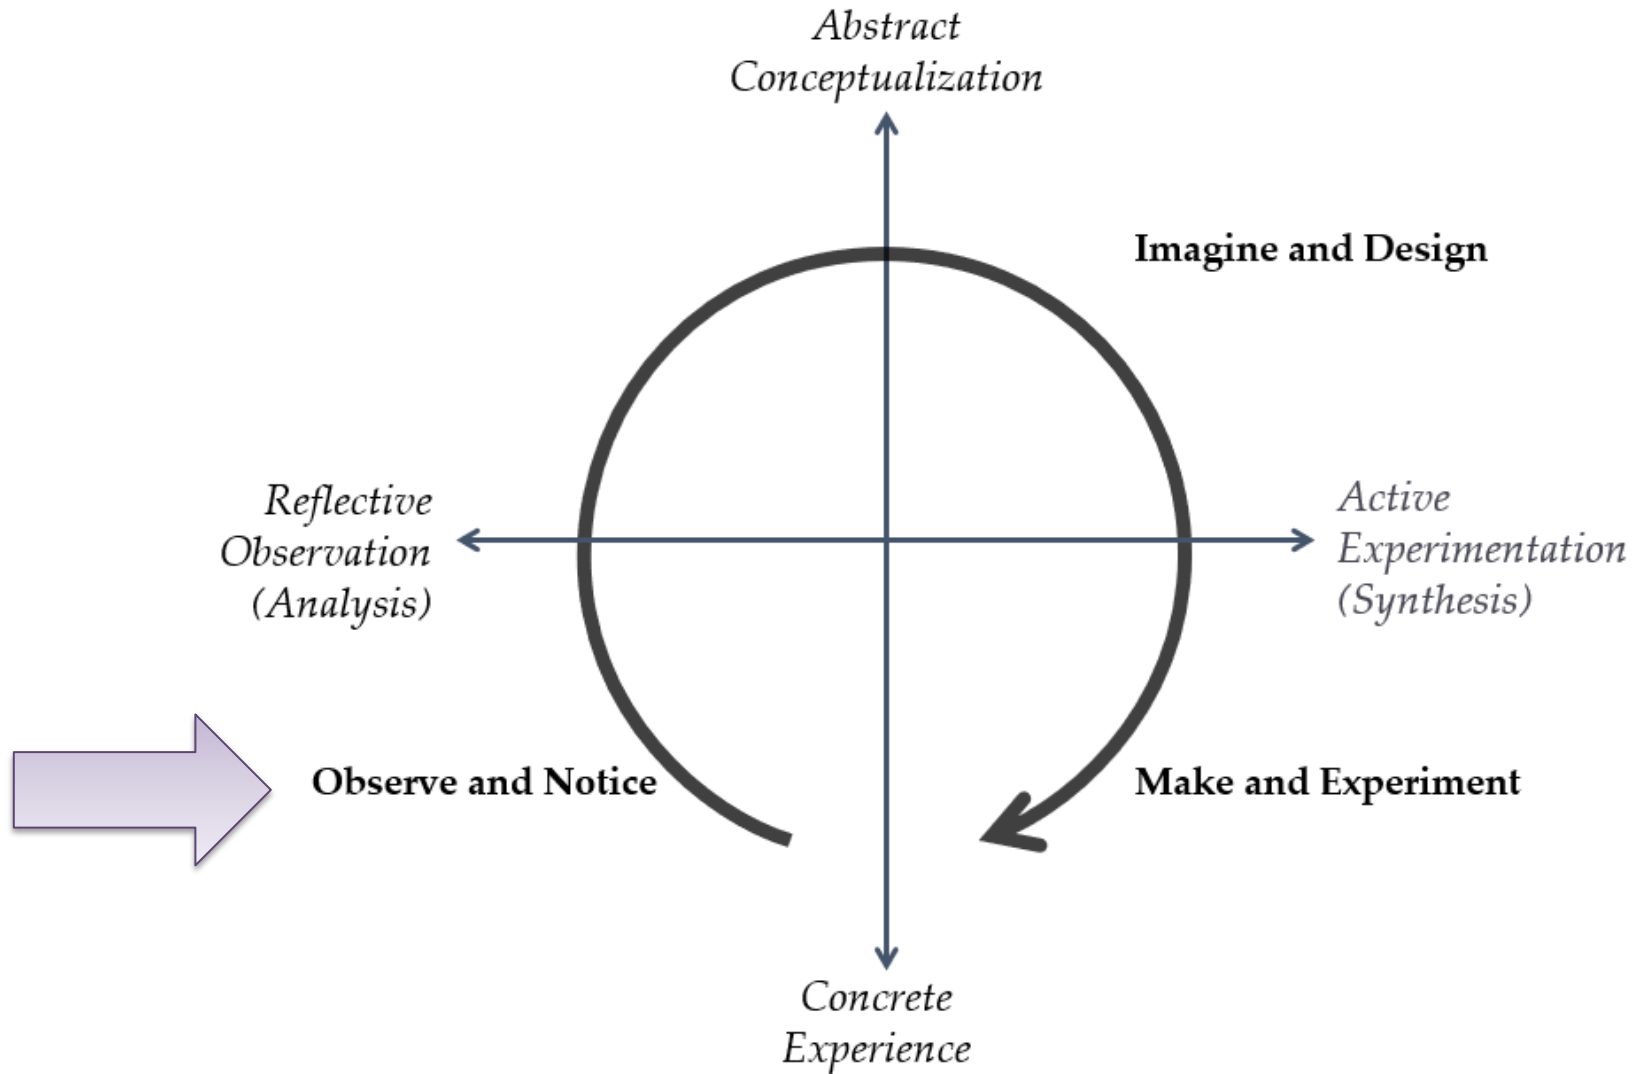 Abstract
Conceptualization
Imagine and Design
Reflective
Observation
(Analysis)
Active
Experimentation
(Synthesis)
Observe and Notice
Make and Experiment
Concrete
Experience